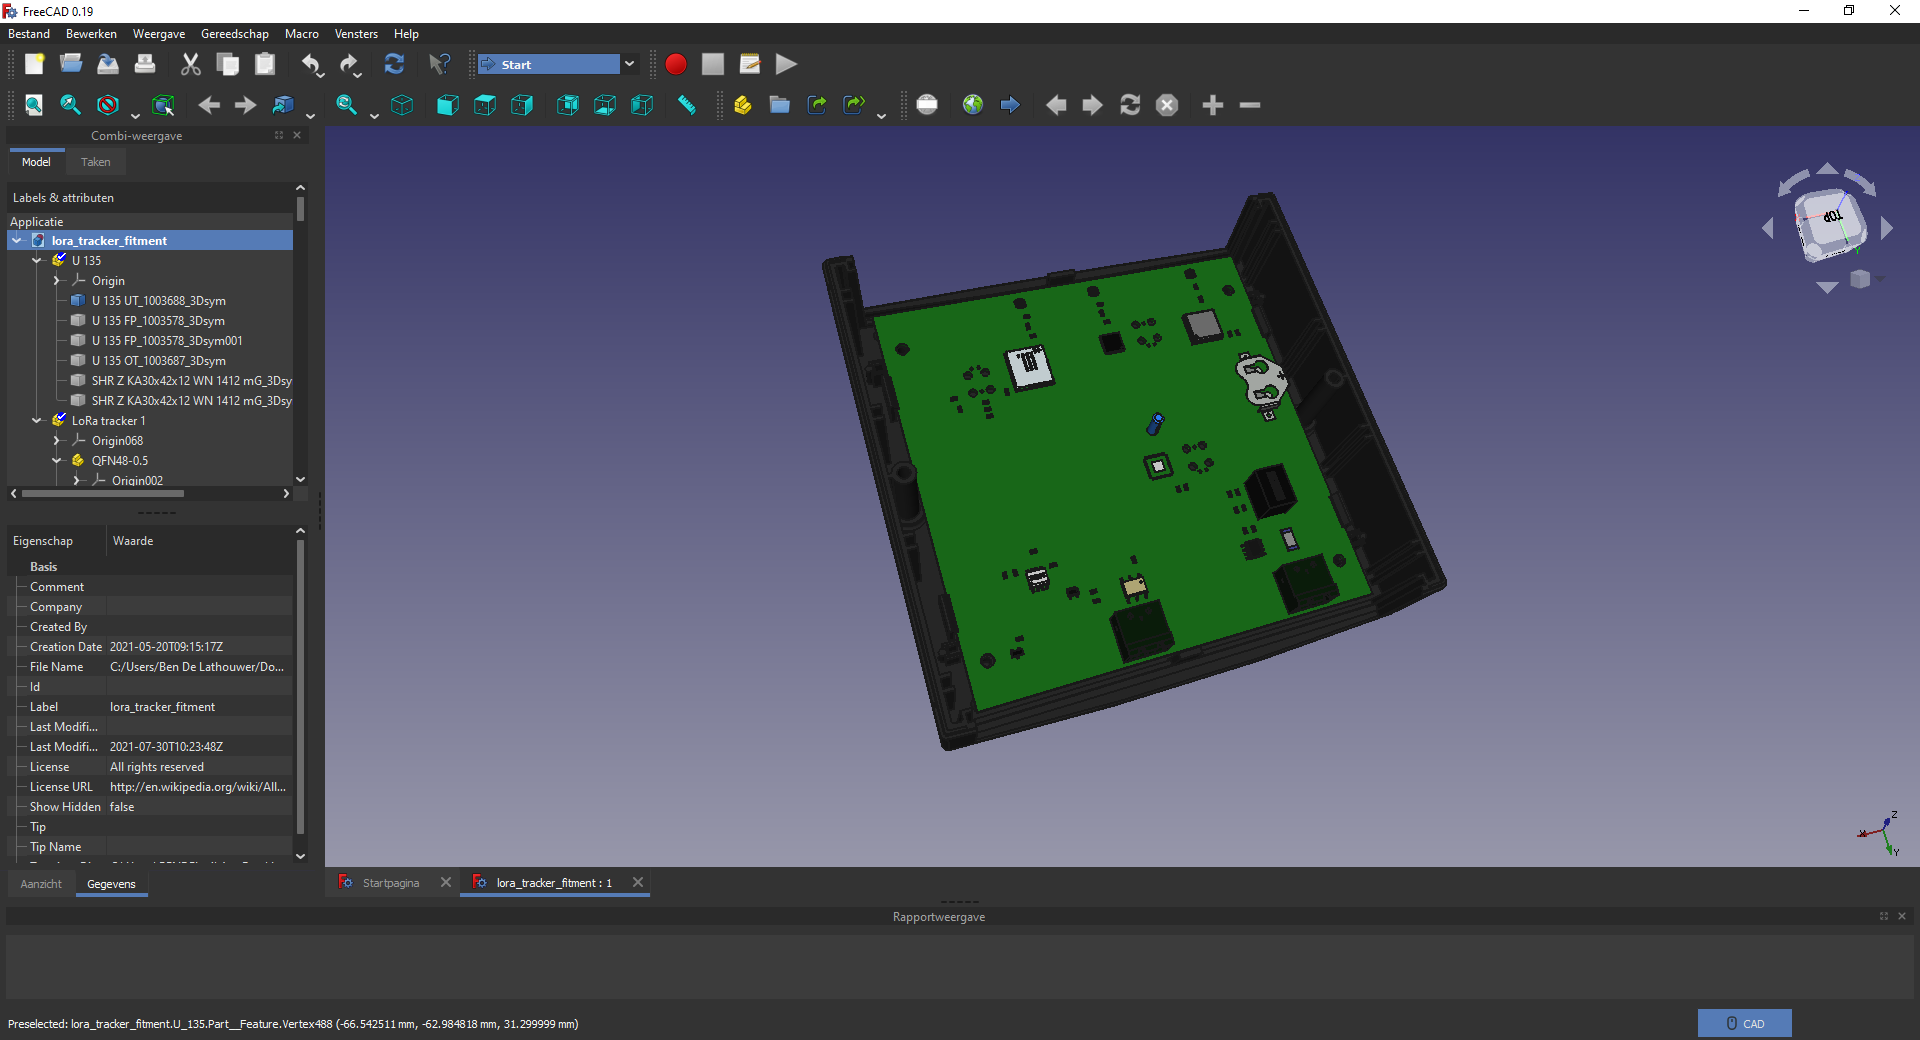 FreeCAD 0.19
Bestand Bewerken Weergave Gereedschap Macro Vensters Help
Start
Combi-weergave
Model Taken
Labels & attributen
Applicatie
lora_tracker_fitment
U 135
Origin
U 135 UT_1003688_3Dsym
U 135 FP_1003578_3Dsym
U 135 FP_1003578_3Dsym001
U 135 OT_1003687_3Dsym
SHR Z KA30x42x12 WN 1412 mG_3Dsy
SHR Z KA30x42x12 WN 1412 mG_3Dsy
LoRa tracker 1
Origin068
QFN48-0.5
Origin002
Eigenschap Waarde
Basis
Comment
Company
Created By
Creation Date 2021-05-20T09:15:17Z
File Name C:/Users/Ben De Lathouwer/Do...
Id
Label lora_tracker_fitment
Last Modifi...
Last Modifi... 2021-07-30T10:23:48Z
License All rights reserved
License URL http://en.wikipedia.org/wiki/All...
Show Hidden false
Tip
Tip Name
Aanzicht Gegevens
TOP
Z
X
Y
Startpagina
lora_tracker_fitment : 1
Rapportweergave
Preselected: lora_tracker_fitment.U_135.Part__Feature.Vertex488 (-66.542511 mm, -62.984818 mm, 31.299999 mm)
CAD